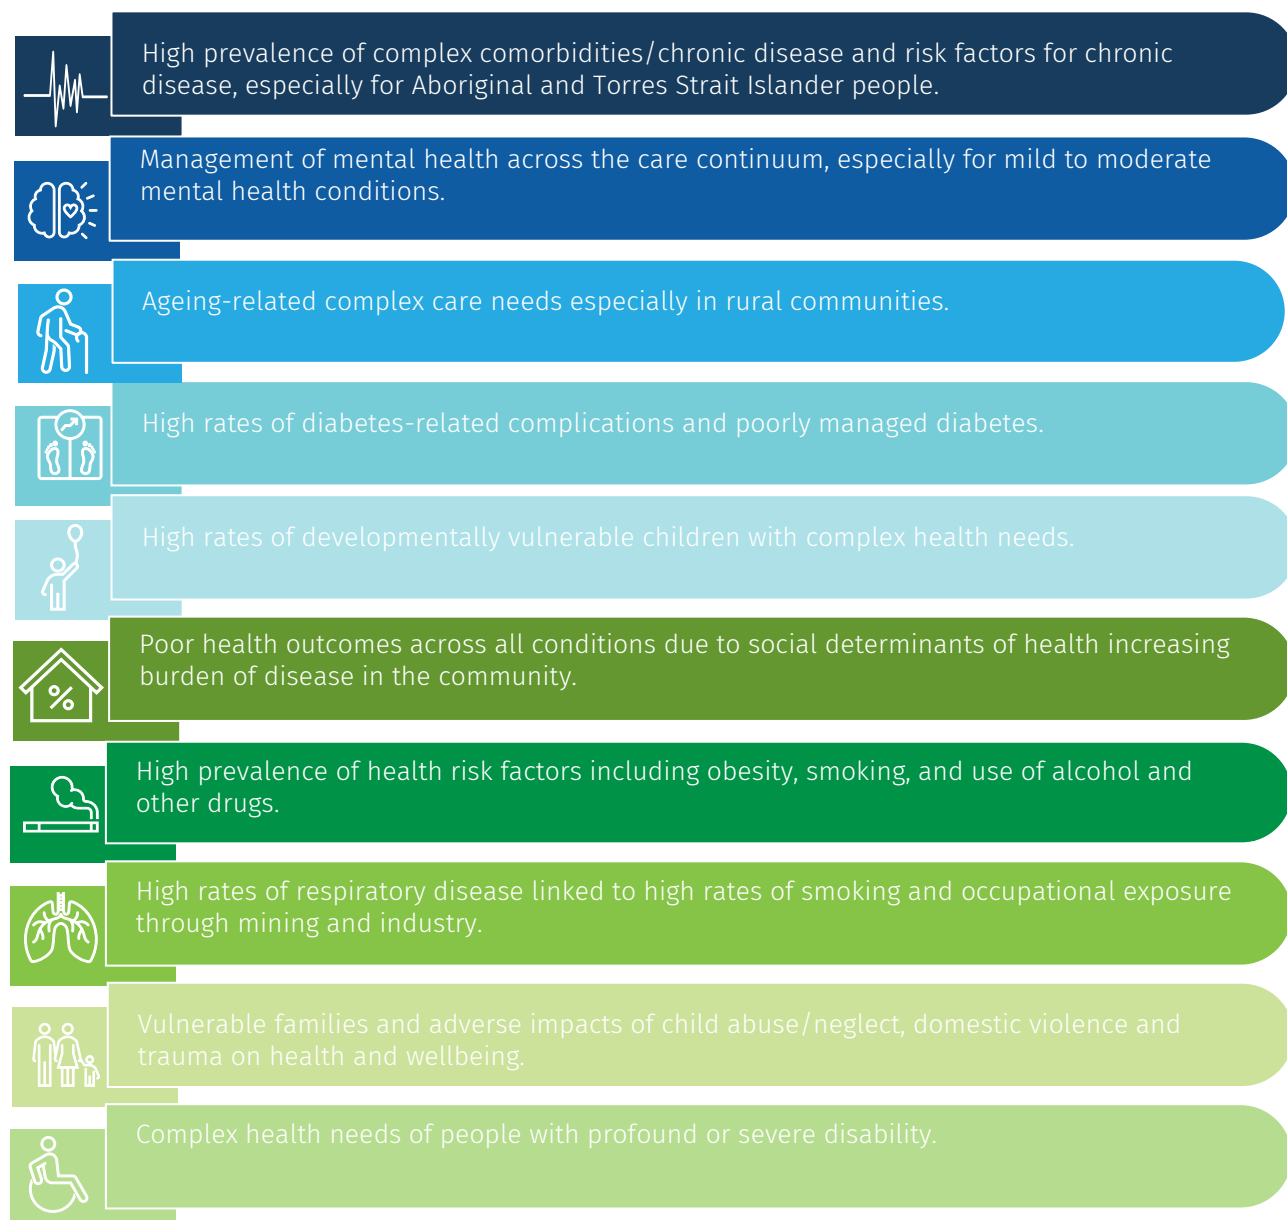 High prevalence of complex comorbidities/chronic disease and risk factors for chronic
disease, especially for Aboriginal and Torres Strait Islander people.
Management of mental health across the care continuum, especially for mild to moderate
mental health conditions.
Ageing-related complex care needs especially in rural communities.
High rates of diabetes-related complications and poorly managed diabetes.
High rates of developmentally vulnerable children with complex health needs.
Poor health outcomes across all conditions due to social determinants of health increasing
burden of disease in the community.
%
High prevalence of health risk factors including obesity, smoking, and use of alcohol and
other drugs.
High rates of respiratory disease linked to high rates of smoking and occupational exposure
through mining and industry.
Vulnerable families and adverse impacts of child abuse/neglect, domestic violence and
trauma on health and wellbeing.
Complex health needs of people with profound or severe disability.